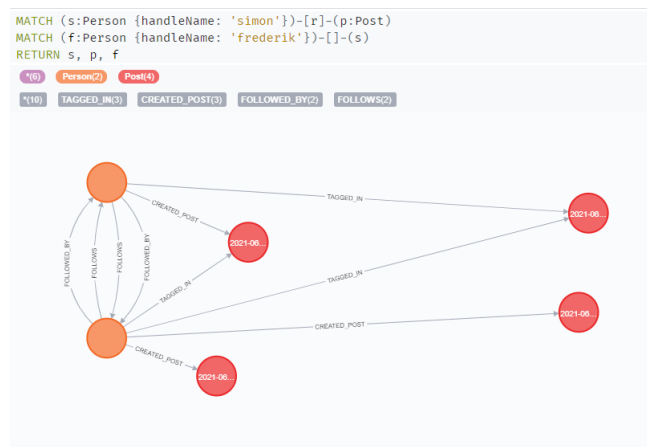 MATCH (s:Person {handleName: 'simon'})-[r]-(p:Post)
MATCH (f:Person {handleName: 'frederik'})-[]-(s)
RETURN s, p, f
*(6) Person(2) Post(4)
*(10) TAGGED_IN(3) CREATED_POST(3) FOLLOWED_BY(2) FOLLOWS(2)
TAGGED_IN
CREATED_POST
2021-06...
2021-06...
FOLLOWED_BY
FOLLOWS
FOLLOWS
FOLLOWED_BY
TAGGED_IN
TAGGED_IN
2021-06...
CREATED_POST
CREATED_POST
2021-06...